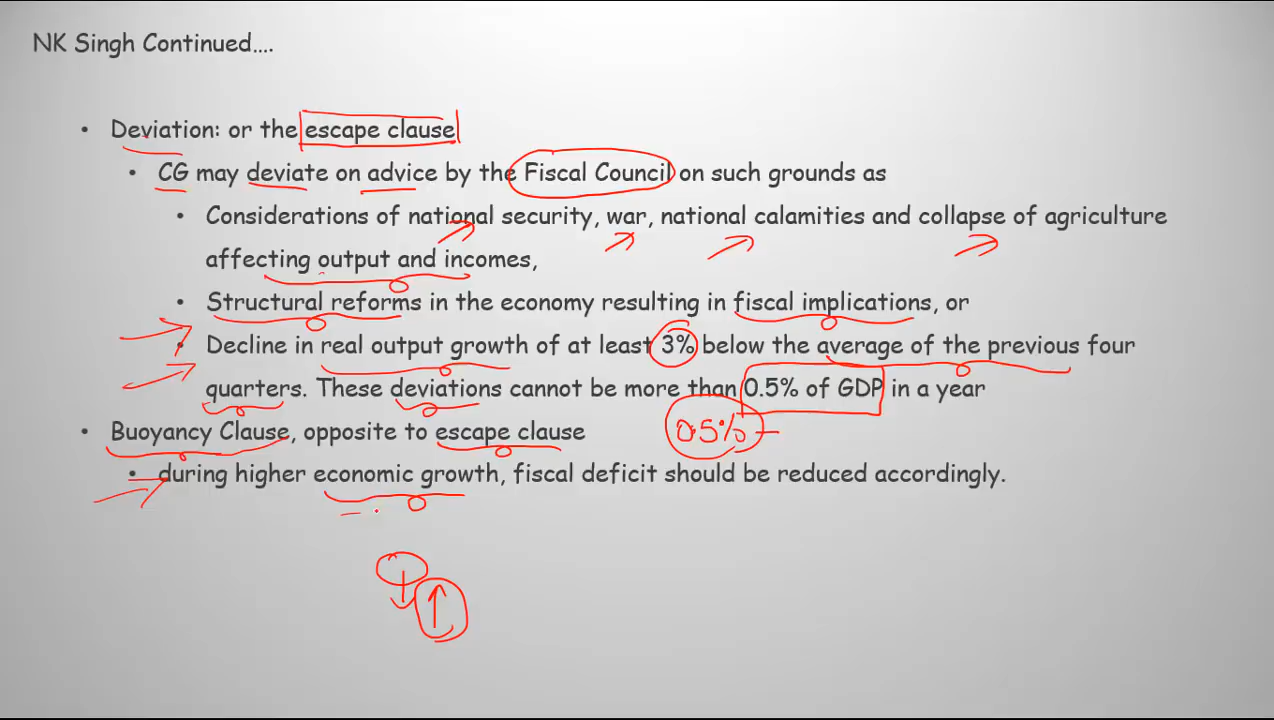 NK Singh Continued....
• Deviation: or the escape clause
• CG may deviate on advice by the Fiscal Council on such grounds as
• Considerations of national security, war, national calamities and collapse of agriculture
affecting output and incomes,
• Structural reforms in the economy resulting in fiscal implications, or
• Decline in real output growth of at least 3% below the average of the previous four
quarters. These deviations cannot be more than 0.5% of GDP in a year
• Buoyancy Clause, opposite to escape clause
0.5%
• during higher economic growth, fiscal deficit should be reduced accordingly.